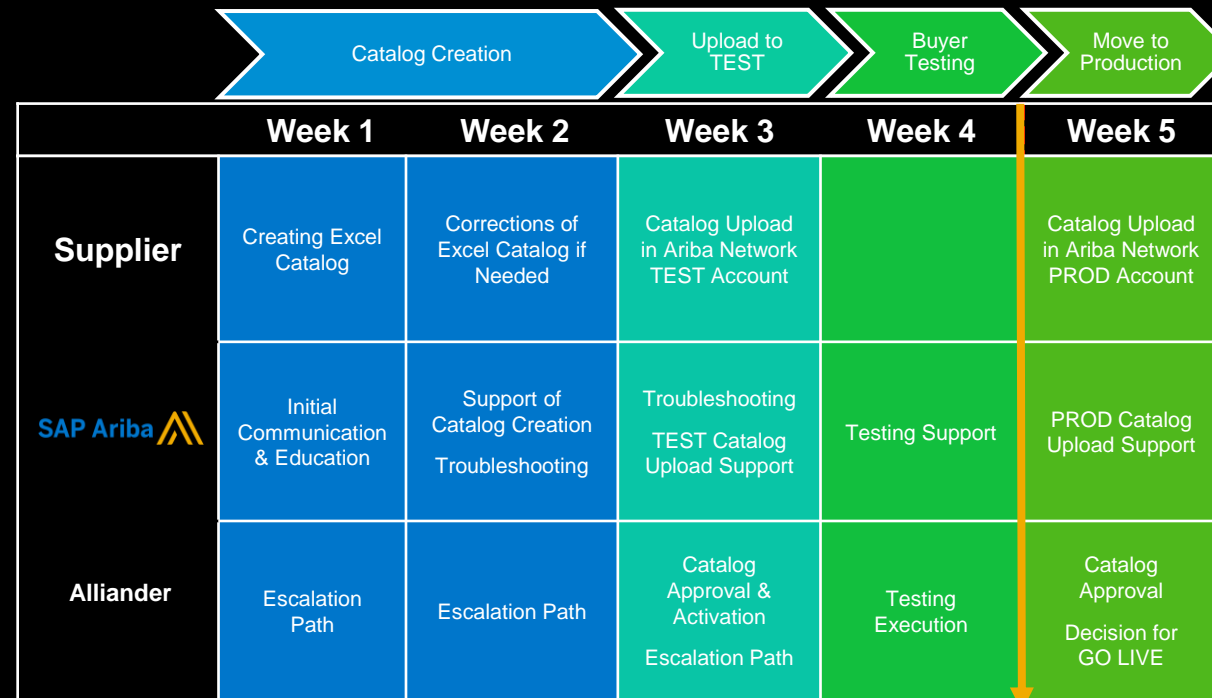 Catalog Creation
Upload to
TEST
Buyer
Testing
Move to
Production
Week 1
Week 2
Week 3
Week 4
Week 5
Supplier
Creating Excel
Catalog
Corrections of
Excel Catalog if
Needed
Catalog Upload
in Ariba Network
TEST Account
Catalog Upload
in Ariba Network
PROD Account
SAP Ariba
Initial
Communication
& Education
Support of
Catalog Creation
Troubleshooting
Troubleshooting
TEST Catalog
Upload Support
Testing Support
PROD Catalog
Upload Support
Alliander
Escalation
Path
Escalation Path
Catalog
Approval &
Activation
Escalation Path
Testing
Execution
Catalog
Approval
Decision for
GO LIVE